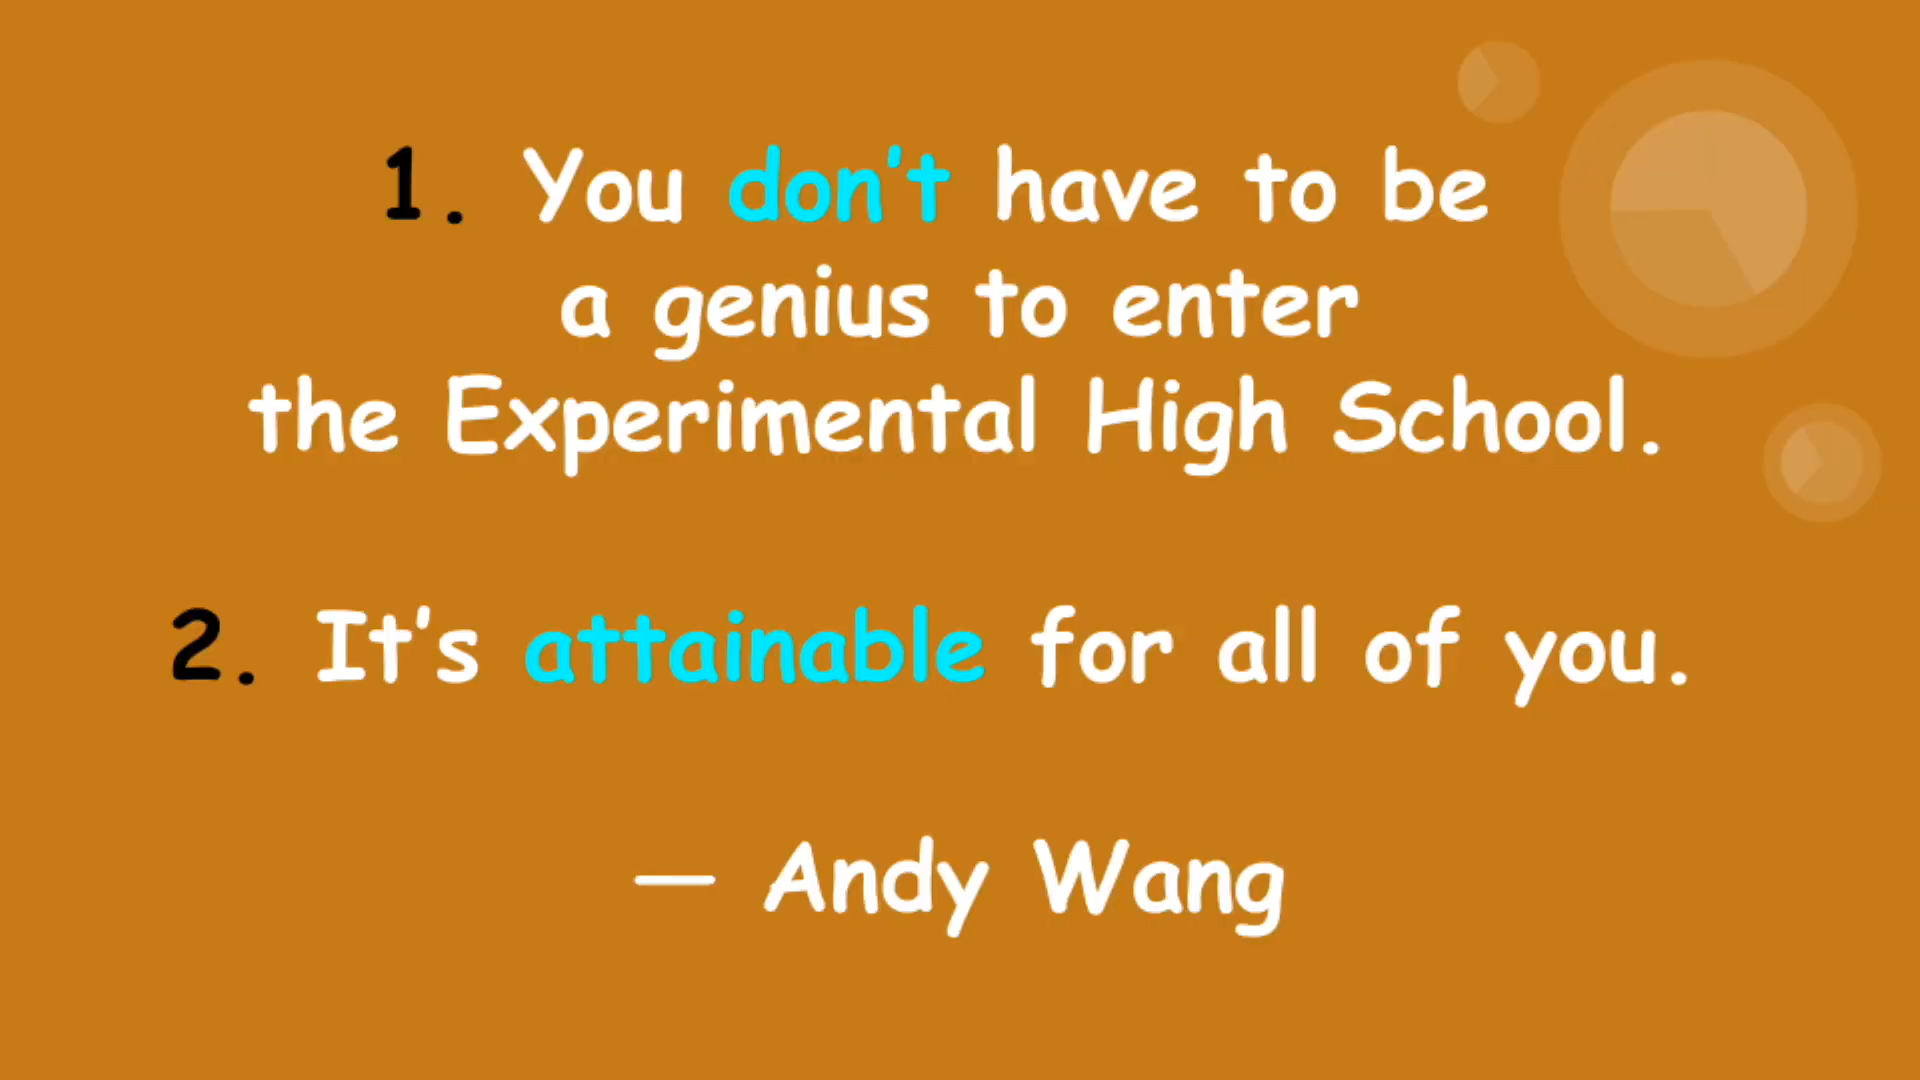 1. You don't have to be
a genius to enter
the Experimental High School.
2. It's attainable for all of you.
— Andy Wang